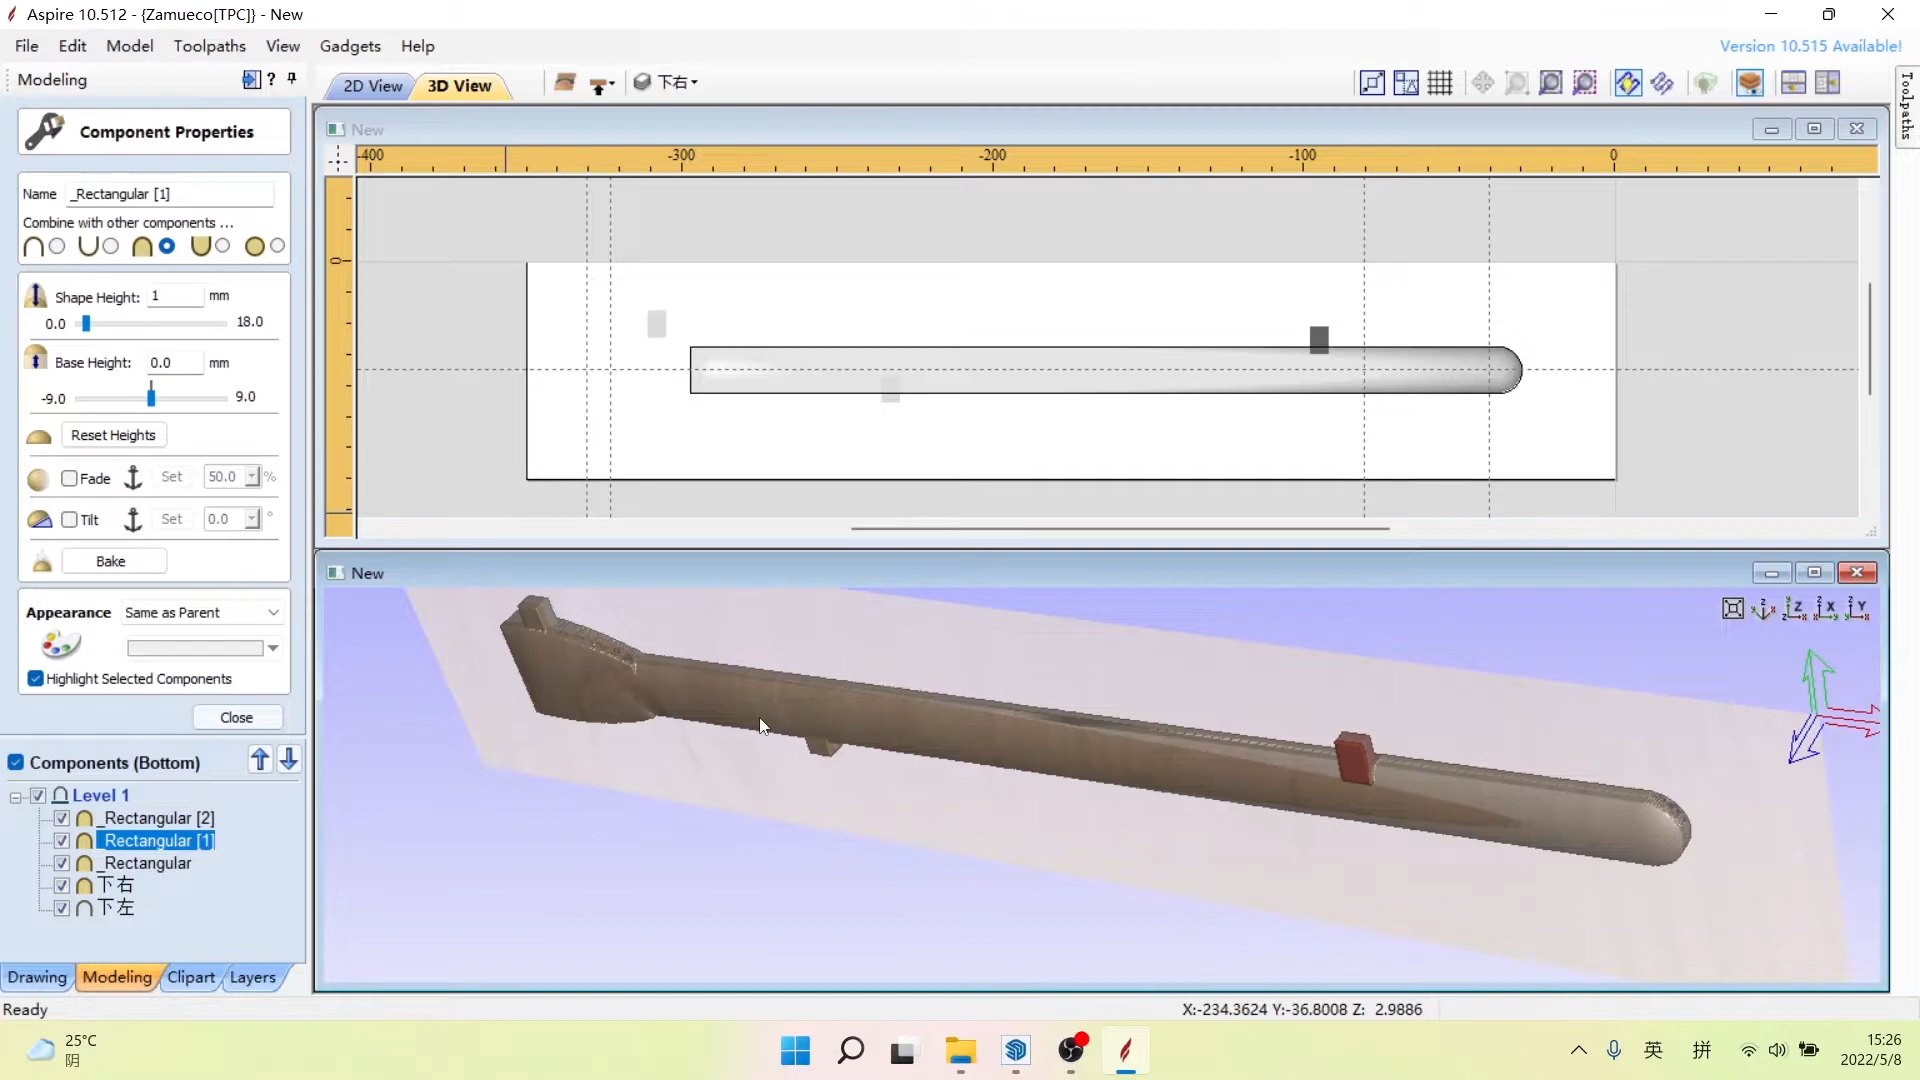 Aspire 10.512 - {Zamueco[TPC]} - New
File Edit Model Toolpaths View Gadgets Help
Version 10.515 Available!
Modeling
?
2D View 3D View
下右
Toolpaths
Component Properties
Name _Rectangular [1]
Combine with other components ...
Shape Height: 1 mm
0.0 18.0
Base Height: 0.0 mm
-9.0 9.0
Reset Heights
Fade Set 50.0 %
Tilt Set 0.0 °
Bake
Appearance Same as Parent
Highlight Selected Components
Close
Components (Bottom)
Level 1
_Rectangular [2]
_Rectangular [1]
_Rectangular
下右
下左
Drawing Modeling Clipart Layers
New
-400 -300 -200 -100 0
0
New
Ready
X:-234.3624 Y:-36.8008 Z: 2.9886
25°C
阴
英 拼
15:26
2022/5/8